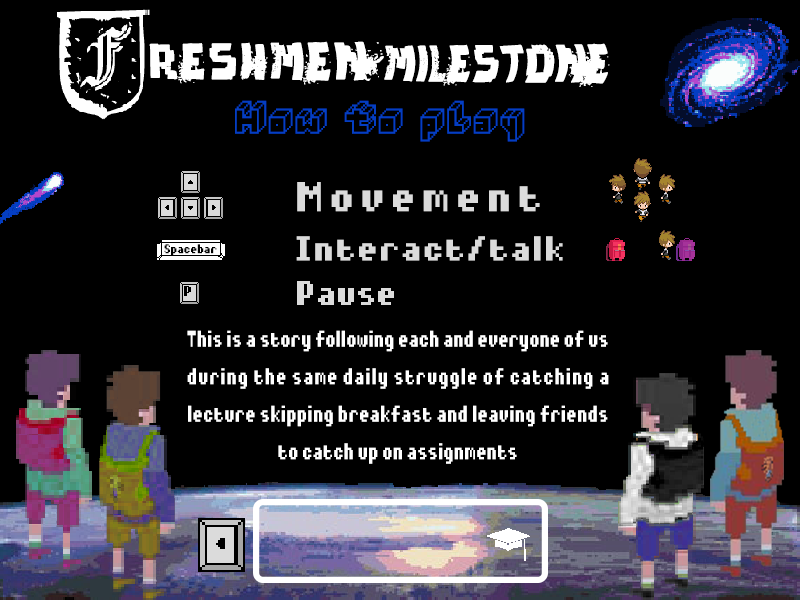 FRESHMEN MILESTONE
How to play
Movement
Spacebar
Interact/talk
P
Pause
This is a story following each and everyone of us
during the same daily struggle of catching a
lecture skipping breakfast and leaving friends
to catch up on assignments